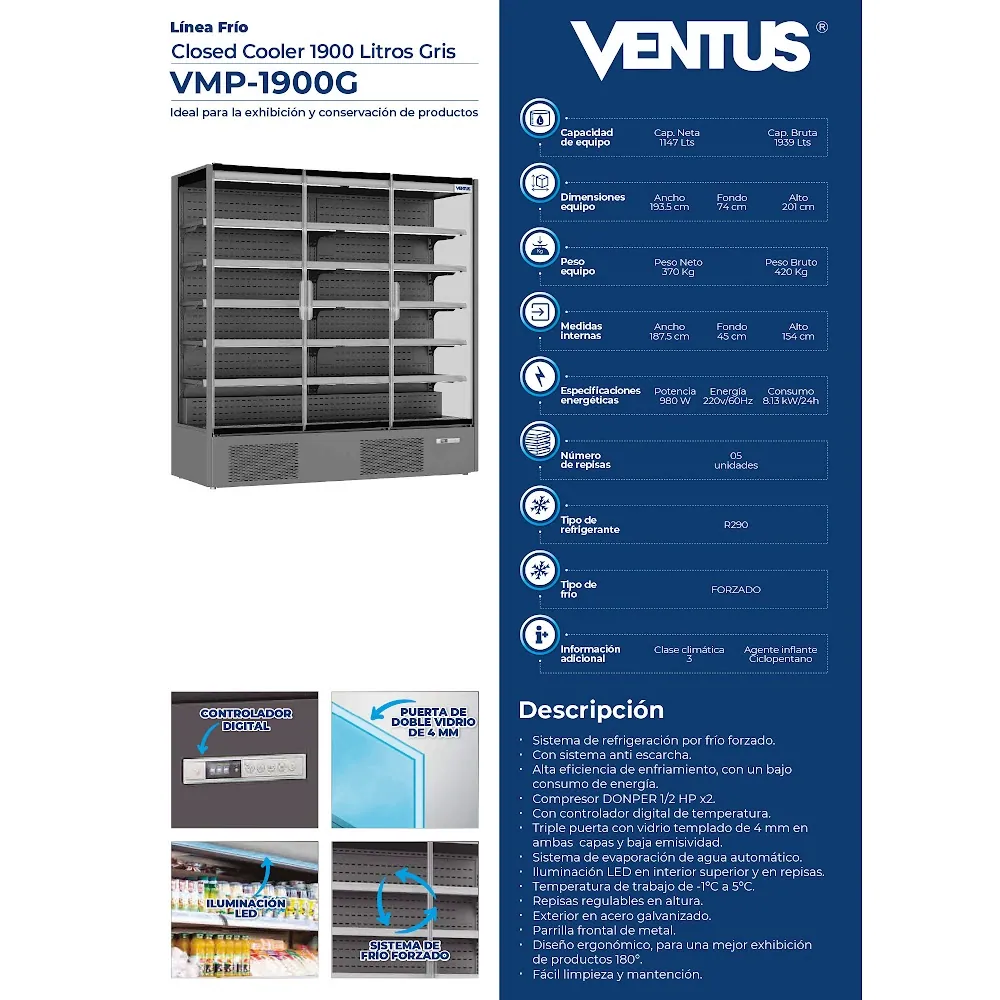 Línea Frío
Closed Cooler 1900 Litros Gris
VMP-1900G
Ideal para la exhibición y conservación de productos
VENTUS
CONTROLADOR
DIGITAL
PUERTA DE
DOBLE VIDRIO
DE 4 MM
ILUMINACIÓN
LED
SISTEMA DE
FRÍO FORZADO
VENTUS®
Capacidad
de equipo
Cap. Neta
1147 Lts
Cap. Bruta
1939 Lts
Dimensiones
equipo
Ancho
193.5 cm
Fondo
74 cm
Alto
201 cm
Kg
Peso
equipo
Peso Neto
370 Kg
Peso Bruto
420 Kg
Medidas
internas
Ancho
187.5 cm
Fondo
45 cm
Alto
154 cm
Especificaciones
energéticas
Potencia
980 W
Energía
220v/60Hz
Consumo
8.13 kW/24h
Número
de repisas
05
unidades
Tipo de
refrigerante
R290
Tipo de
frío
FORZADO
Información
adicional
Clase climática
3
Agente inflante
Ciclopentano
Descripción
· Sistema de refrigeración por frío forzado.
· Con sistema anti escarcha.
· Alta eficiencia de enfriamiento, con un bajo
consumo de energía.
· Compresor DONPER 1/2 HP x2.
· Con controlador digital de temperatura.
· Triple puerta con vidrio templado de 4 mm en
ambas capas y baja emisividad.
· Sistema de evaporación de agua automático.
· Iluminación LED en interior superior y en repisas.
· Temperatura de trabajo de -1°C a 5°C.
· Repisas regulables en altura.
· Exterior en acero galvanizado.
· Parrilla frontal de metal.
· Diseño ergonómico, para una mejor exhibición
de productos 180°.
· Fácil limpieza y mantención.